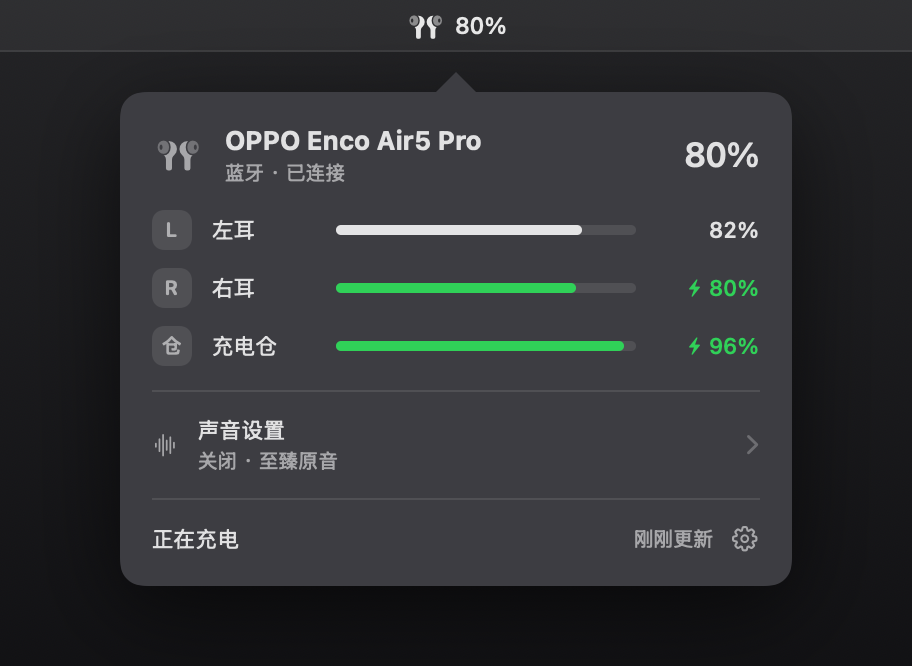 80%
OPPO Enco Air5 Pro
80%
蓝牙 · 已连接
L 左耳 82%
R 右耳 80%
仓 充电仓 96%
声音设置
关闭 · 至臻原音
正在充电 刚刚更新